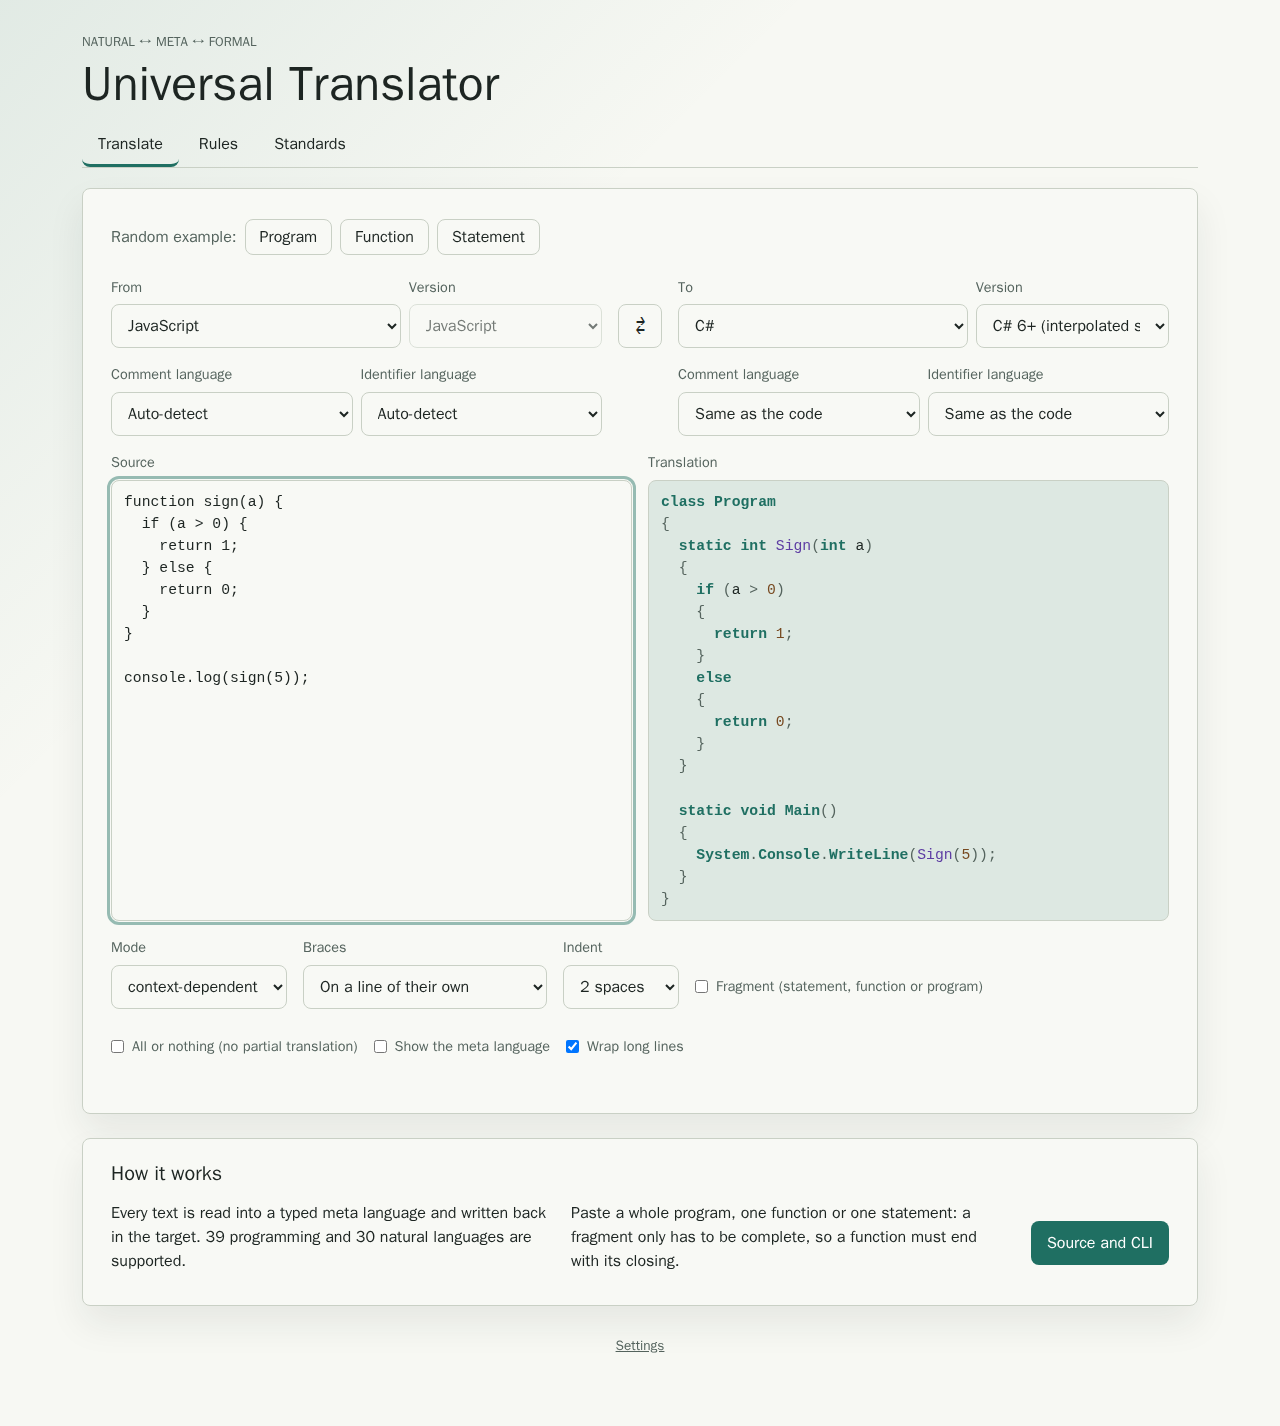 NATURAL ↔ META ↔ FORMAL
Universal Translator
Translate Rules Standards
Random example: Program Function Statement
From Version To Version
JavaScript JavaScript C# C# 6+ (interpolated s
Comment language Identifier language Comment language Identifier language
Auto-detect Auto-detect Same as the code Same as the code
Source
function sign(a) {
  if (a > 0) {
    return 1;
  } else {
    return 0;
  }
}

console.log(sign(5));
Translation
class Program
{
  static int Sign(int a)
  {
    if (a > 0)
    {
      return 1;
    }
    else
    {
      return 0;
    }
  }

  static void Main()
  {
    System.Console.WriteLine(Sign(5));
  }
}
Mode Braces Indent
context-dependent On a line of their own 2 spaces Fragment (statement, function or program)
All or nothing (no partial translation) Show the meta language Wrap long lines
How it works
Every text is read into a typed meta language and written back
in the target. 39 programming and 30 natural languages are
supported.
Paste a whole program, one function or one statement: a
fragment only has to be complete, so a function must end
with its closing.
Source and CLI
Settings